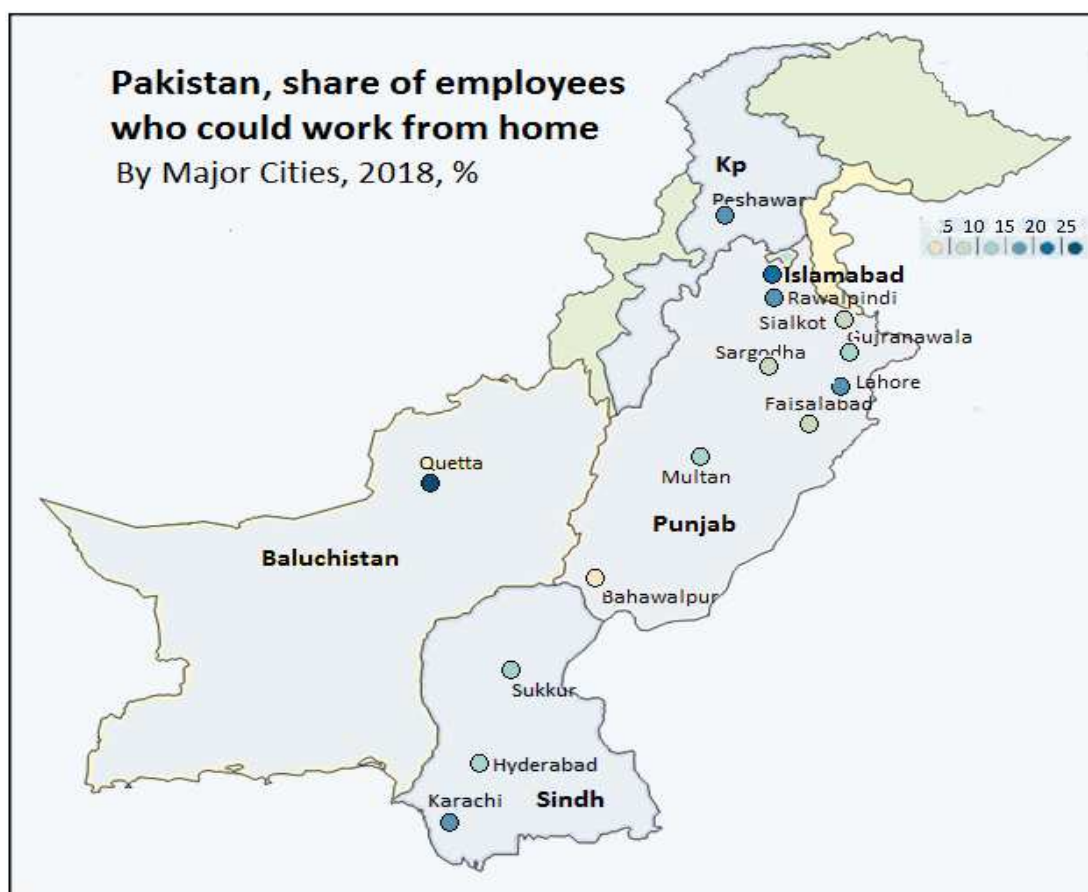 Pakistan, share of employees
who could work from home
By Major Cities, 2018, %
Kp
Peshawar
5 10 15 20 25
Islamabad
Rawalpindi
Sialkot
Gujranawala
Sargodha
Lahore
Faisalabad
Quetta
Multan
Punjab
Baluchistan
Bahawalpur
Sukkur
Hyderabad
Karachi
Sindh